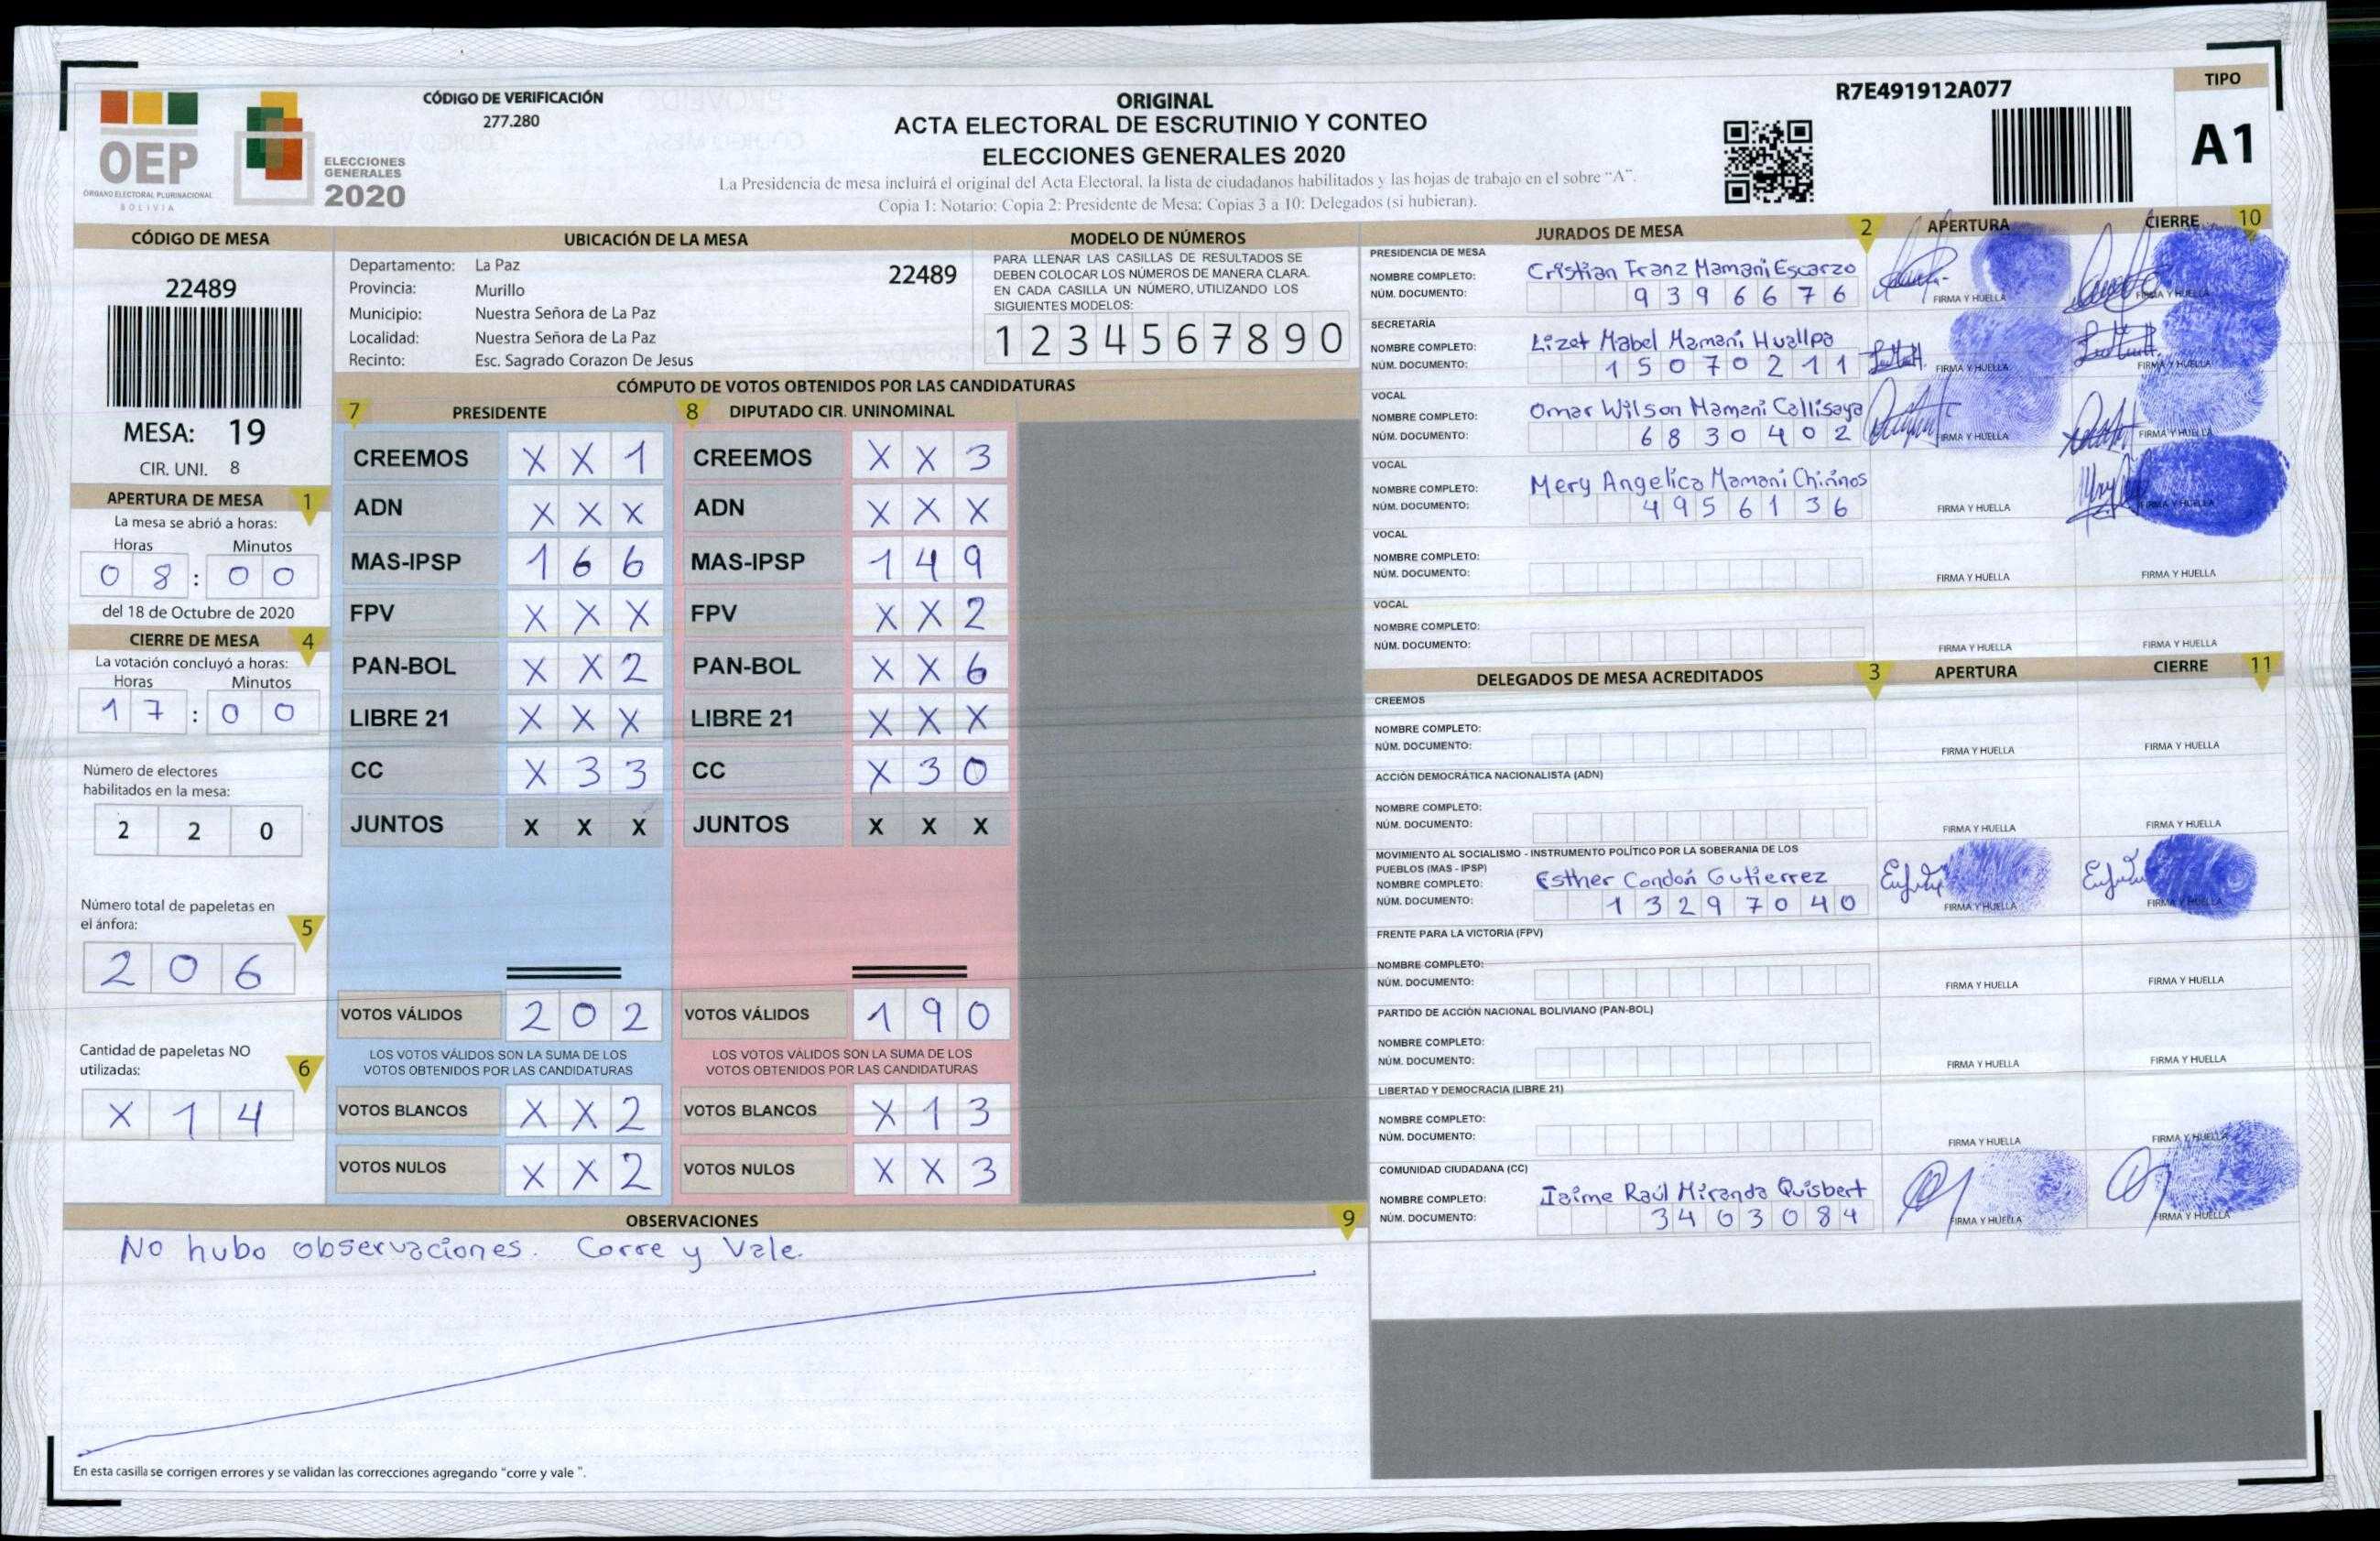 OEP
ÓRGANO ELECTORAL PLURINACIONAL
BOLIVIA
ELECCIONES
GENERALES
2020
CÓDIGO DE VERIFICACIÓN
277.280
ORIGINAL
ACTA ELECTORAL DE ESCRUTINIO Y CONTEO
ELECCIONES GENERALES 2020
La Presidencia de mesa incluirá el original del Acta Electoral, la lista de ciudadanos habilitados y las hojas de trabajo en el sobre “A”.
Copia 1: Notario; Copia 2: Presidente de Mesa; Copias 3 a 10: Delegados (si hubieran).
R7E491912A077
TIPO
A1
CÓDIGO DE MESA
22489
MESA: 19
CIR. UNI. 8
APERTURA DE MESA 1
La mesa se abrió a horas:
Horas Minutos
0 8 : 0 0
del 18 de Octubre de 2020
CIERRE DE MESA 4
La votación concluyó a horas:
Horas Minutos
1 7 : 0 0
Número de electores
habilitados en la mesa:
2 2 0
Número total de papeletas en
el ánfora: 5
2 0 6
Cantidad de papeletas NO
utilizadas: 6
X 1 4
UBICACIÓN DE LA MESA
Departamento: La Paz 22489
Provincia: Murillo
Municipio: Nuestra Señora de La Paz
Localidad: Nuestra Señora de La Paz
Recinto: Esc. Sagrado Corazon De Jesus
MODELO DE NÚMEROS
PARA LLENAR LAS CASILLAS DE RESULTADOS SE
DEBEN COLOCAR LOS NÚMEROS DE MANERA CLARA.
EN CADA CASILLA UN NÚMERO, UTILIZANDO LOS
SIGUIENTES MODELOS:
1 2 3 4 5 6 7 8 9 0
CÓMPUTO DE VOTOS OBTENIDOS POR LAS CANDIDATURAS
7 PRESIDENTE 8 DIPUTADO CIR. UNINOMINAL
CREEMOS X X 1 CREEMOS X X 3
ADN X X X ADN X X X
MAS-IPSP 1 6 6 MAS-IPSP 1 4 9
FPV X X X FPV X X 2
PAN-BOL X X 2 PAN-BOL X X 6
LIBRE 21 X X X LIBRE 21 X X X
CC X 3 3 CC X 3 0
JUNTOS X X X JUNTOS X X X
VOTOS VÁLIDOS 2 0 2 VOTOS VÁLIDOS 1 9 0
LOS VOTOS VÁLIDOS SON LA SUMA DE LOS LOS VOTOS VÁLIDOS SON LA SUMA DE LOS
VOTOS OBTENIDOS POR LAS CANDIDATURAS VOTOS OBTENIDOS POR LAS CANDIDATURAS
VOTOS BLANCOS X X 2 VOTOS BLANCOS X 1 3
VOTOS NULOS X X 2 VOTOS NULOS X X 3
OBSERVACIONES 9
No hubo observaciones. Corre y Vale.
En esta casilla se corrigen errores y se validan las correcciones agregando “corre y vale ”.
JURADOS DE MESA 2 APERTURA CIERRE 10
PRESIDENCIA DE MESA
NOMBRE COMPLETO: Cristian Franz Mamani Escarzo
NÚM. DOCUMENTO: 9 3 9 6 6 7 6 FIRMA Y HUELLA FIRMA Y HUELLA
SECRETARÍA
NOMBRE COMPLETO: Lizet Mabel Mamani Huallpa
NÚM. DOCUMENTO: 1 5 0 7 0 2 1 1 FIRMA Y HUELLA FIRMA Y HUELLA
VOCAL
NOMBRE COMPLETO: Omar Wilson Mamani Callisaya
NÚM. DOCUMENTO: 6 8 3 0 4 0 2 FIRMA Y HUELLA FIRMA Y HUELLA
VOCAL
NOMBRE COMPLETO: Mery Angelica Mamani Chirinos
NÚM. DOCUMENTO: 4 9 5 6 1 3 6 FIRMA Y HUELLA FIRMA Y HUELLA
VOCAL
NOMBRE COMPLETO:
NÚM. DOCUMENTO: FIRMA Y HUELLA FIRMA Y HUELLA
VOCAL
NOMBRE COMPLETO:
NÚM. DOCUMENTO: FIRMA Y HUELLA FIRMA Y HUELLA
DELEGADOS DE MESA ACREDITADOS 3 APERTURA CIERRE 11
CREEMOS
NOMBRE COMPLETO:
NÚM. DOCUMENTO: FIRMA Y HUELLA FIRMA Y HUELLA
ACCIÓN DEMOCRÁTICA NACIONALISTA (ADN)
NOMBRE COMPLETO:
NÚM. DOCUMENTO: FIRMA Y HUELLA FIRMA Y HUELLA
MOVIMIENTO AL SOCIALISMO - INSTRUMENTO POLÍTICO POR LA SOBERANIA DE LOS
PUEBLOS (MAS - IPSP)
NOMBRE COMPLETO: Esther Condori Gutierrez
NÚM. DOCUMENTO: 1 3 2 9 7 0 4 0 FIRMA Y HUELLA FIRMA Y HUELLA
FRENTE PARA LA VICTORIA (FPV)
NOMBRE COMPLETO:
NÚM. DOCUMENTO: FIRMA Y HUELLA FIRMA Y HUELLA
PARTIDO DE ACCIÓN NACIONAL BOLIVIANO (PAN-BOL)
NOMBRE COMPLETO:
NÚM. DOCUMENTO: FIRMA Y HUELLA FIRMA Y HUELLA
LIBERTAD Y DEMOCRACIA (LIBRE 21)
NOMBRE COMPLETO:
NÚM. DOCUMENTO: FIRMA Y HUELLA FIRMA Y HUELLA
COMUNIDAD CIUDADANA (CC)
NOMBRE COMPLETO: Jaime Raúl Miranda Quisbert
NÚM. DOCUMENTO: 3 4 0 3 0 8 4 FIRMA Y HUELLA FIRMA Y HUELLA